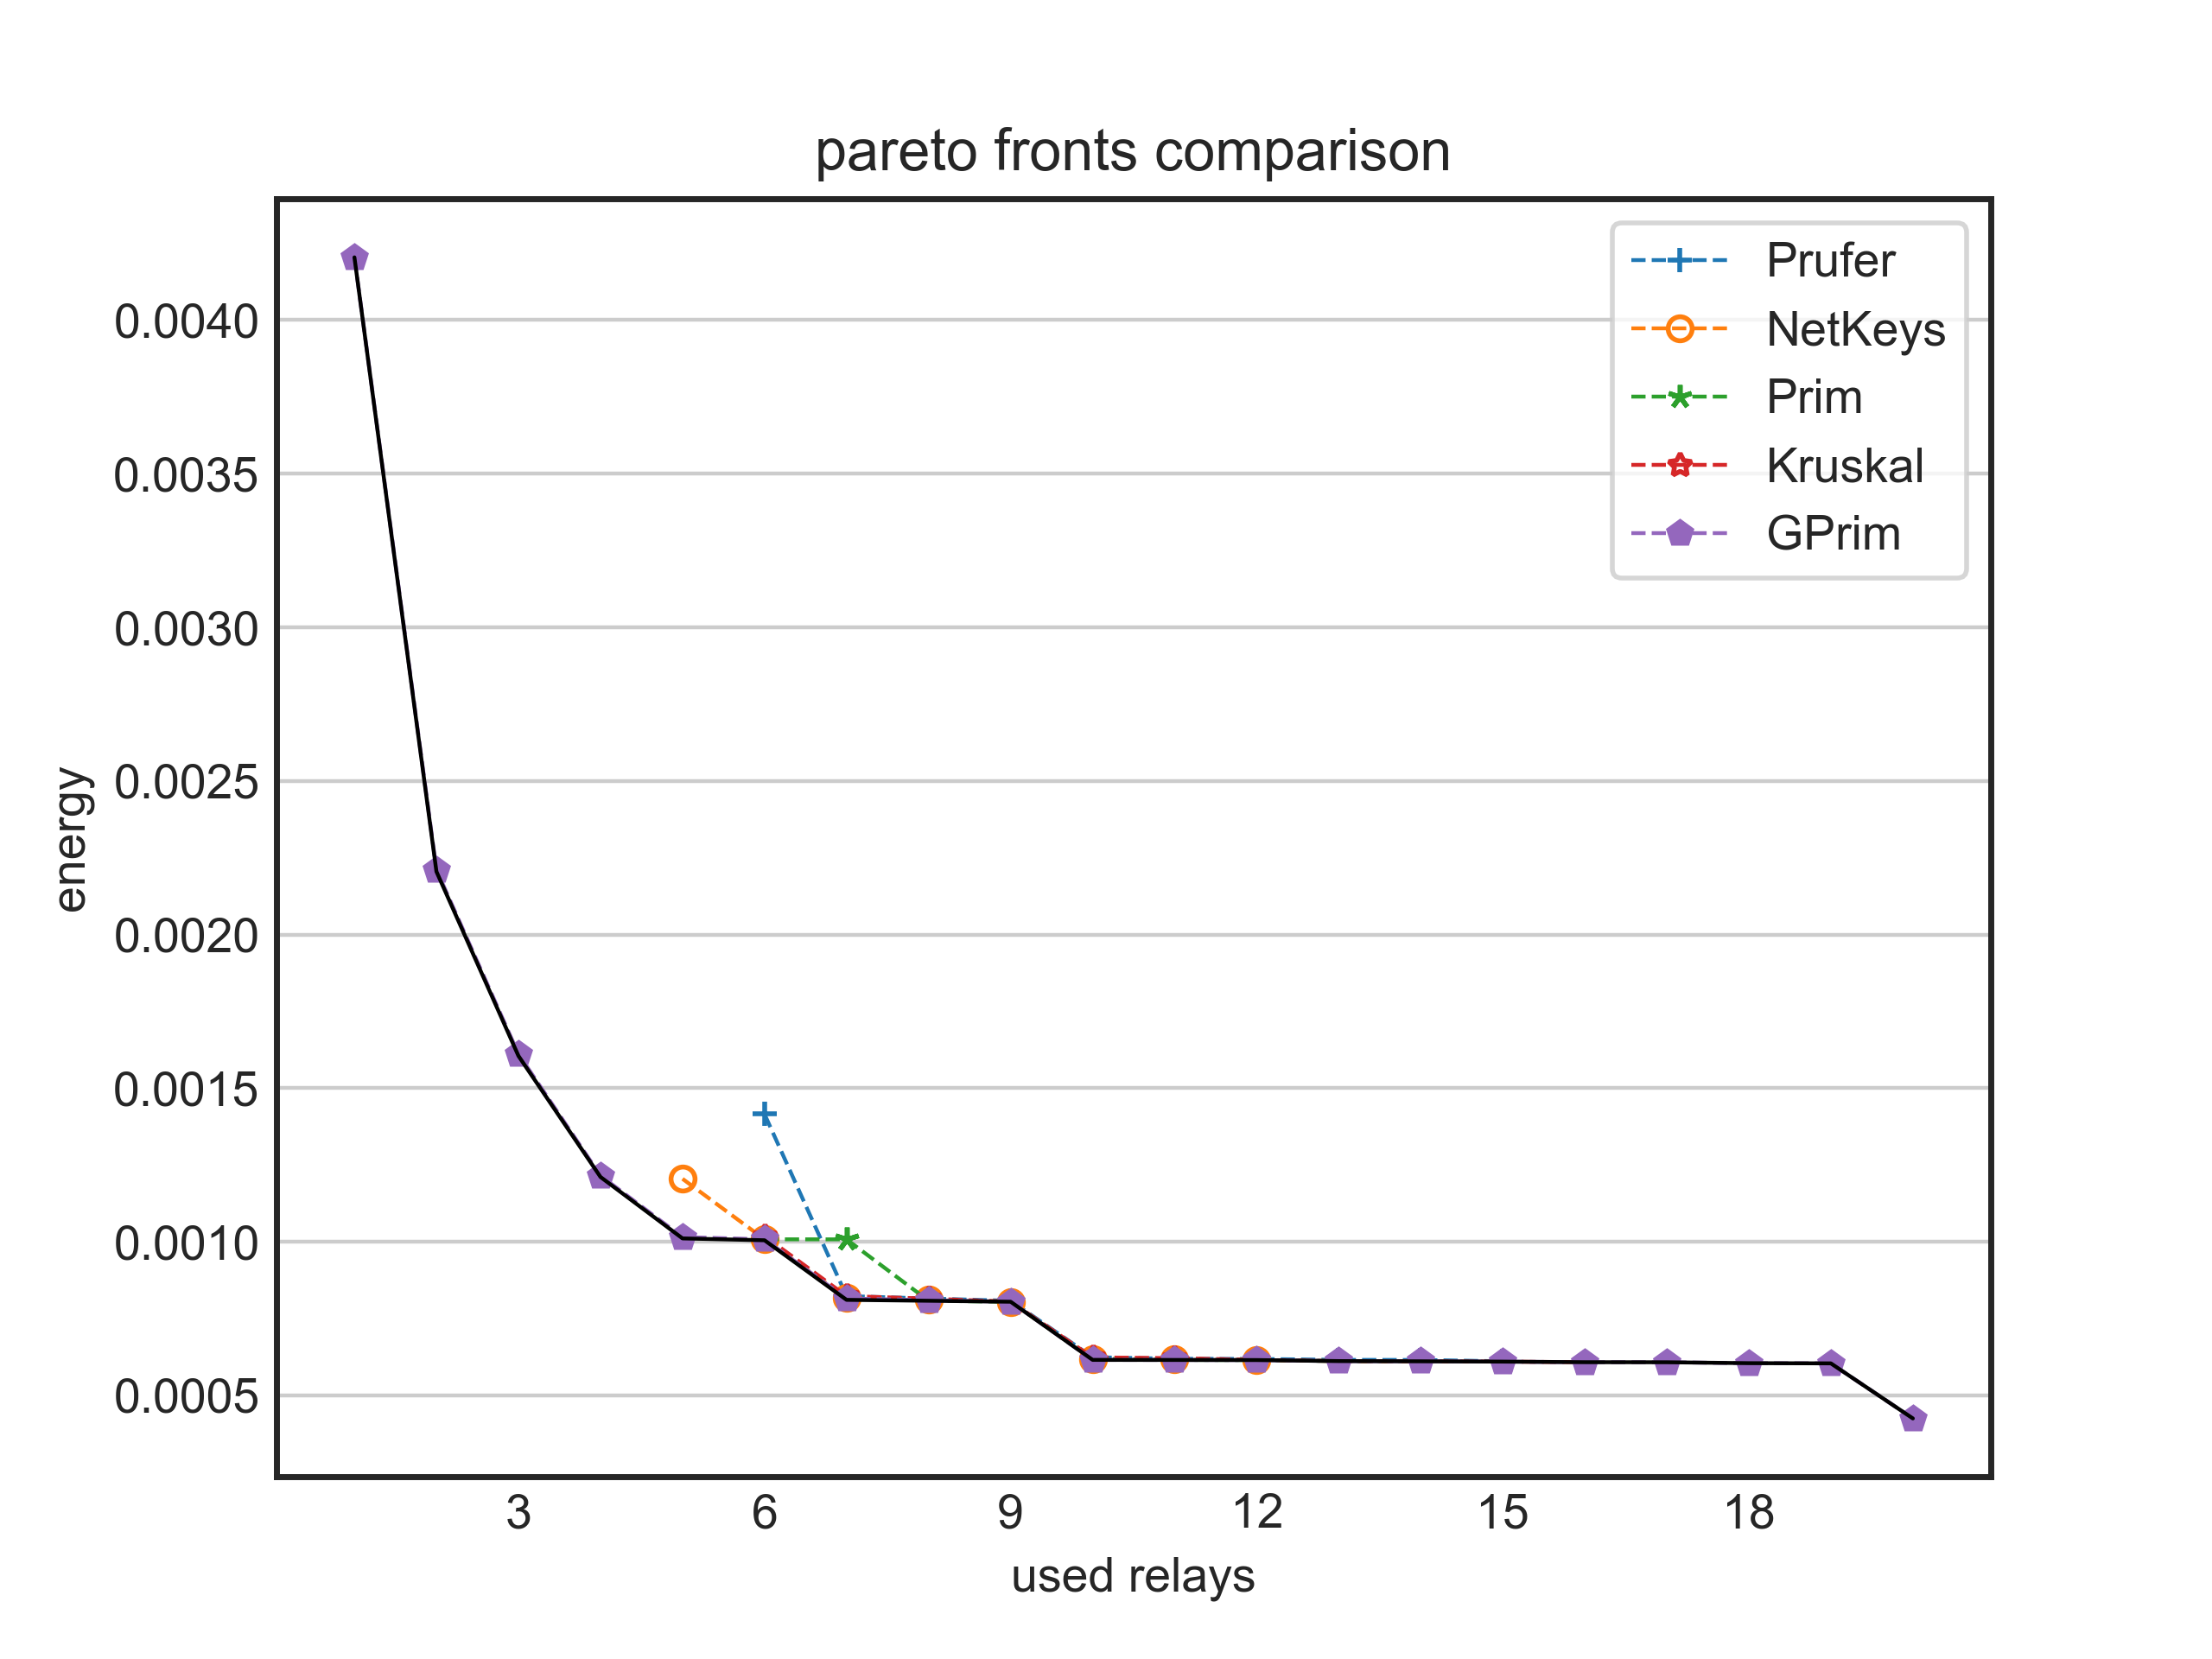 pareto fronts comparison
Prufer
NetKeys
Prim
Kruskal
GPrim
energy
0.0040
0.0035
0.0030
0.0025
0.0020
0.0015
0.0010
0.0005
3 6 9 12 15 18
used relays